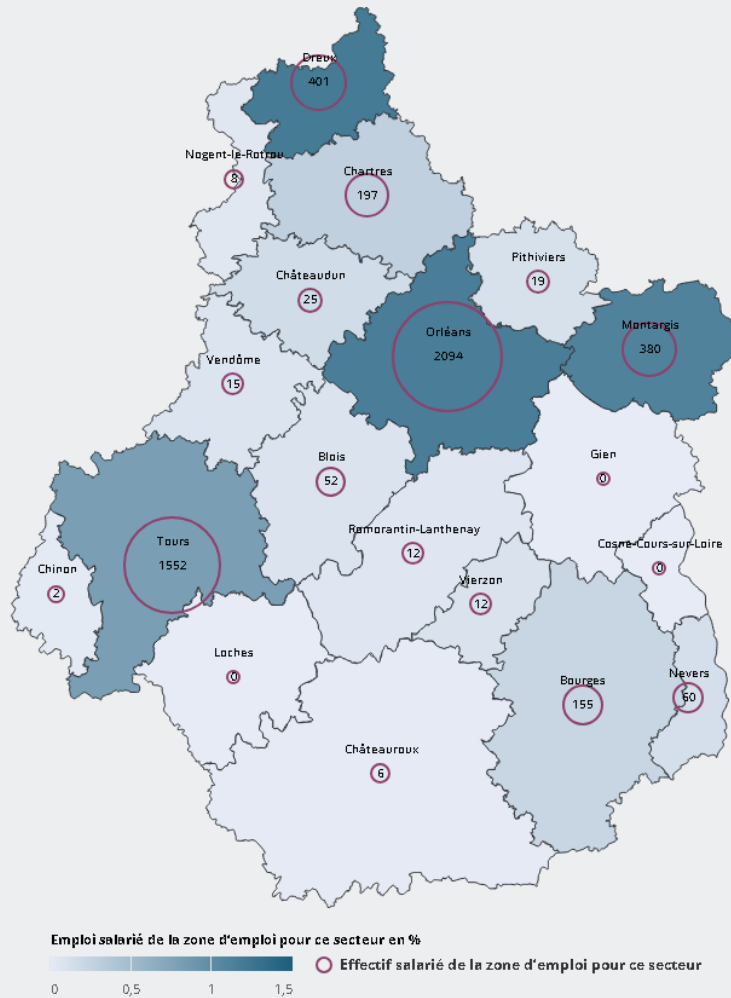 Dreux
401
Nogent-le-Rotrou
8
Chartres
197
Pithiviers
19
Châteaudun
25
Orléans
2094
Montargis
380
Vendôme
15
Blois
52
Gien
0
Romorantin-Lanthenay
12
Cosne-Cours-sur-Loire
0
Tours
1552
Chinon
2
Vierzon
12
Loches
0
Bourges
155
Nevers
60
Châteauroux
6
Emploi salarié de la zone d'emploi pour ce secteur en %
0 0,5 1 1,5
Effectif salarié de la zone d'emploi pour ce secteur